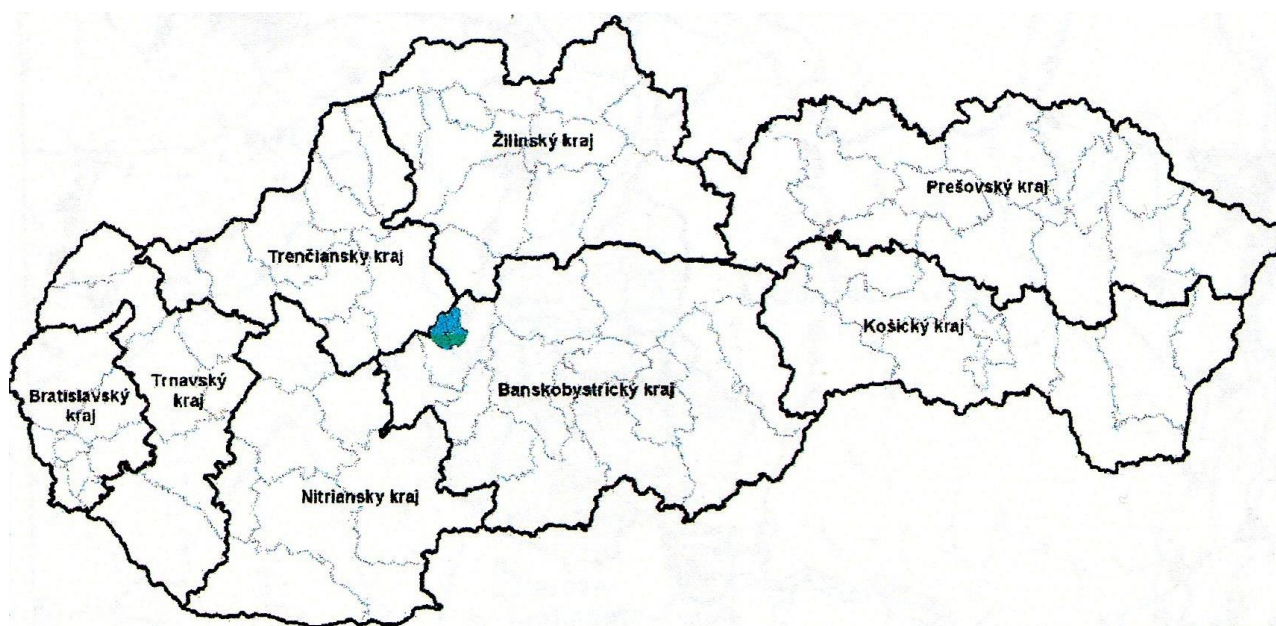 Žilinský kraj
Prešovský kraj
Trenčiansky kraj
Košický kraj
Trnavský
kraj
Bratislavský
kraj
Banskobystrický kraj
Nitriansky kraj